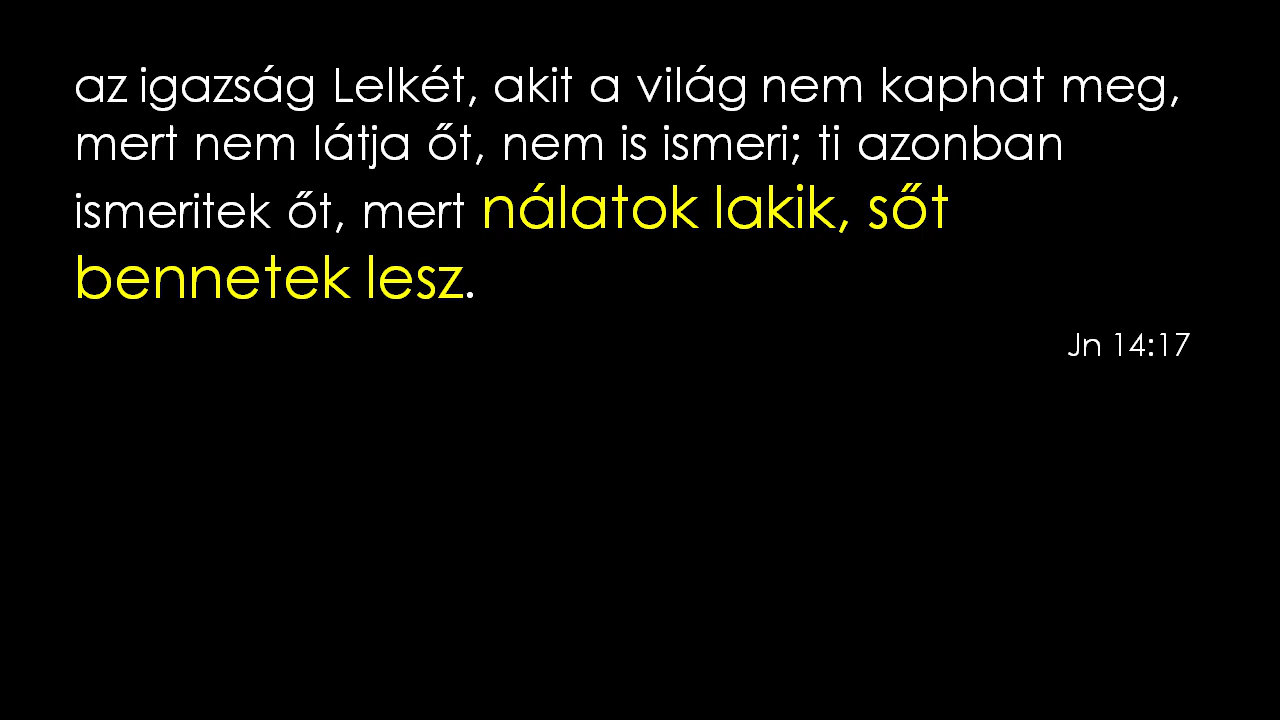 az igazság Lelkét, akit a világ nem kaphat meg,
mert nem látja őt, nem is ismeri; ti azonban
ismeritek őt, mert nálatok lakik, sőt
bennetek lesz.
Jn 14:17